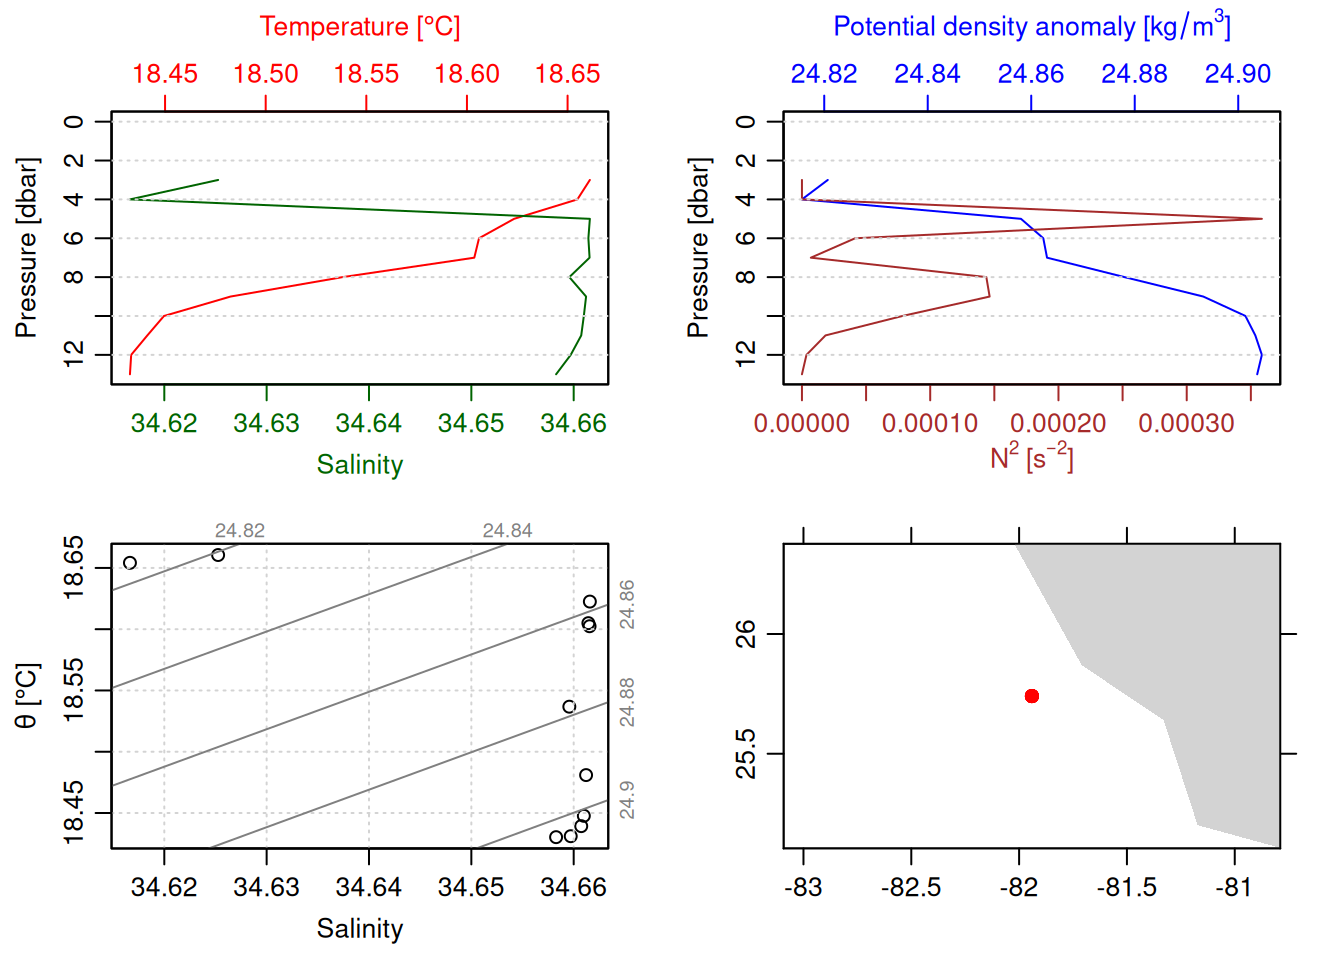 Temperature [°C]
18.45 18.50 18.55 18.60 18.65
0
2
4
6
8
12
Pressure [dbar]
34.62 34.63 34.64 34.65 34.66
Salinity
Potential density anomaly [kg/m³]
24.82 24.84 24.86 24.88 24.90
0
2
4
6
8
12
Pressure [dbar]
0.00000 0.00010 0.00020 0.00030
N² [s⁻²]
24.82 24.84
24.86
24.88
24.9
18.65
18.55
18.45
θ [°C]
34.62 34.63 34.64 34.65 34.66
Salinity
26
25.5
-83 -82.5 -82 -81.5 -81